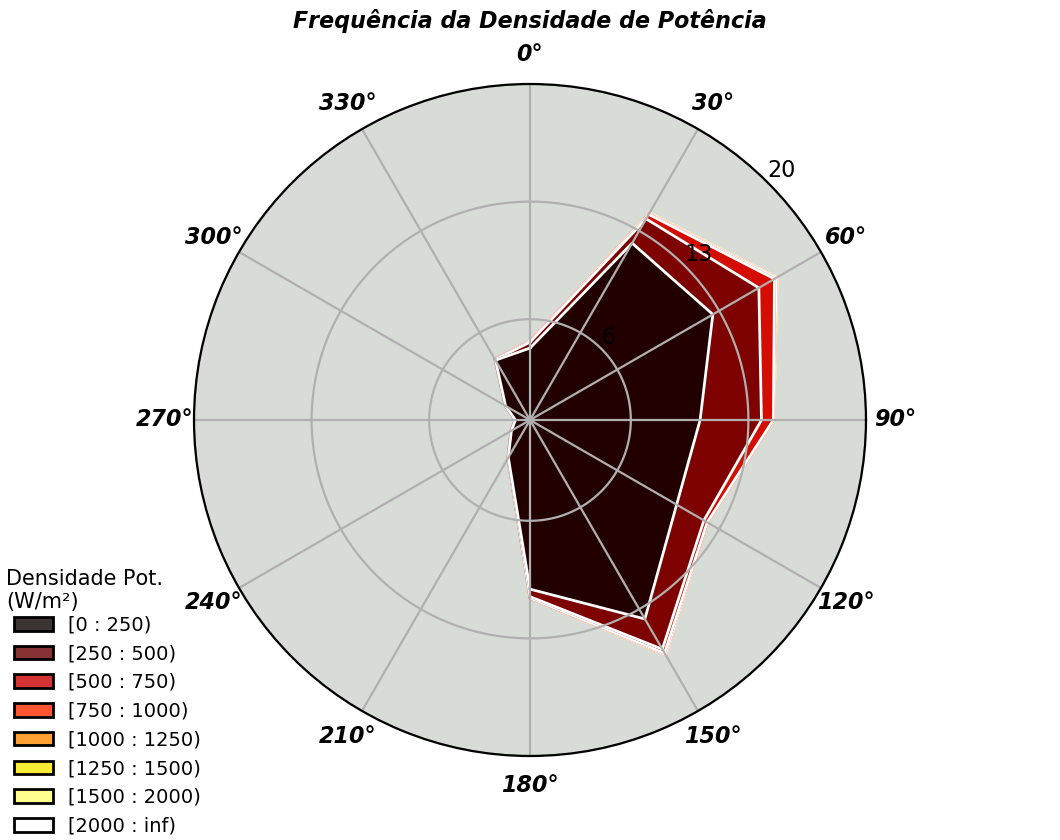 Frequência da Densidade de Potência
0°
330°
30°
20
300°
60°
13
6
270°
90°
240°
120°
210°
150°
180°
Densidade Pot.
(W/m²)
[0 : 250)
[250 : 500)
[500 : 750)
[750 : 1000)
[1000 : 1250)
[1250 : 1500)
[1500 : 2000)
[2000 : inf)